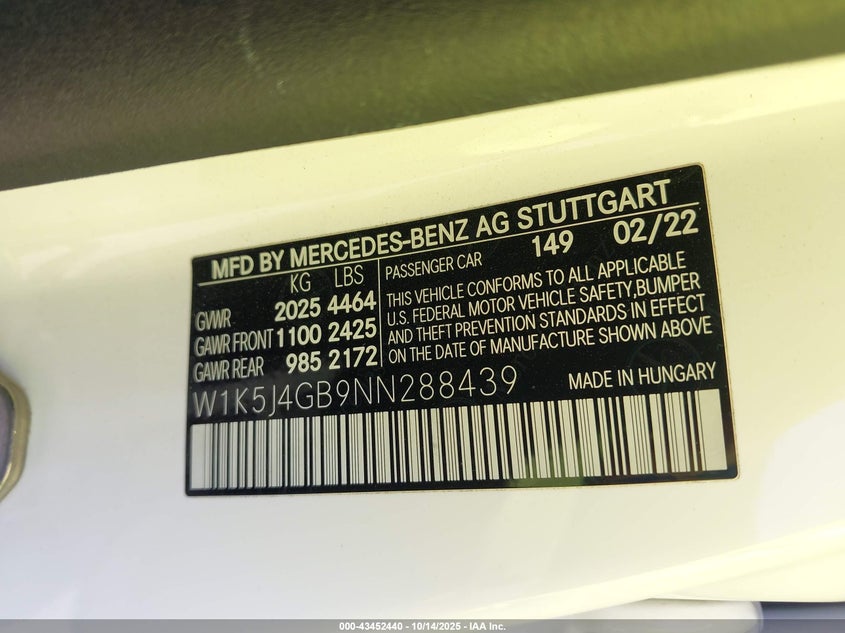 MFD BY MERCEDES-BENZ AG STUTTGART
KG LBS
GVWR 2025 4464
GAWR FRONT 1100 2425
GAWR REAR 985 2172
PASSENGER CAR 149 02/22
THIS VEHICLE CONFORMS TO ALL APPLICABLE
U.S. FEDERAL MOTOR VEHICLE SAFETY,BUMPER
AND THEFT PREVENTION STANDARDS IN EFFECT
ON THE DATE OF MANUFACTURE SHOWN ABOVE
W1K5J4GB9NN288439
MADE IN HUNGARY
000-43452440 - 10/14/2025 - IAA Inc.